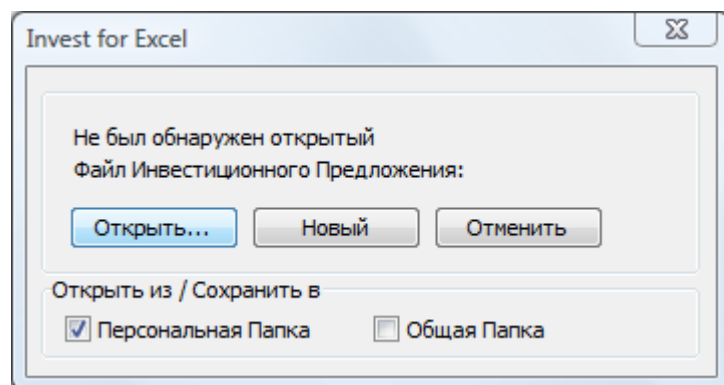 Invest for Excel
Не был обнаружен открытый
Файл Инвестиционного Предложения:
Открыть... Новый Отменить
Открыть из / Сохранить в
Персональная Папка Общая Папка